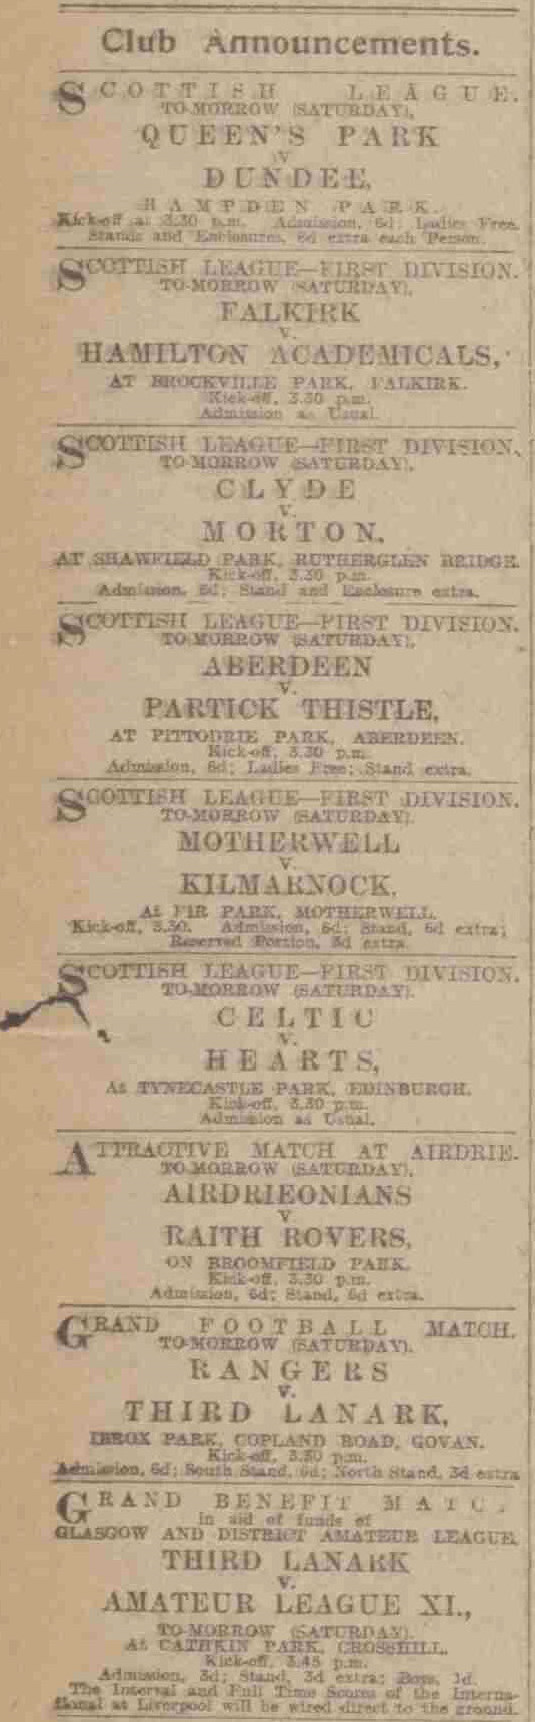 Club Announcements.
SCOTTISH LEAGUE.
TO-MORROW (SATURDAY),
QUEEN'S PARK
v
DUNDEE,
HAMPDEN PARK.
Kick-off at 3.30 p.m. Admission, 6d; Ladies Free.
Stands and Enclosures, 6d extra each Person.
SCOTTISH LEAGUE—FIRST DIVISION.
TO-MORROW (SATURDAY).
FALKIRK
v.
HAMILTON ACADEMICALS,
AT BROCKVILLE PARK, FALKIRK.
Kick-off, 3.30 p.m.
Admission as Usual.
SCOTTISH LEAGUE—FIRST DIVISION.
TO-MORROW (SATURDAY).
CLYDE
v.
MORTON.
AT SHAWFIELD PARK, RUTHERGLEN BRIDGE.
Kick-off, 3.30 p.m.
Admission, 6d; Stand and Enclosure extra.
SCOTTISH LEAGUE—FIRST DIVISION.
TO-MORROW (SATURDAY).
ABERDEEN
v.
PARTICK THISTLE,
AT PITTODRIE PARK, ABERDEEN.
Kick-off, 3.30 p.m.
Admission, 6d; Ladies Free; Stand extra.
SCOTTISH LEAGUE—FIRST DIVISION.
TO-MORROW (SATURDAY).
MOTHERWELL
v.
KILMARNOCK.
At FIR PARK, MOTHERWELL.
Kick-off, 3.30. Admission, 6d; Stand, 6d extra;
Reserved Portion, extra.
SCOTTISH LEAGUE—FIRST DIVISION.
TO-MORROW (SATURDAY).
CELTIC
v.
HEARTS,
At TYNECASTLE PARK, EDINBURGH.
Kick-off, 3.30 p.m.
Admission as Usual.
ATTRACTIVE MATCH AT AIRDRIE.
TO-MORROW (SATURDAY),
AIRDRIEONIANS
v
RAITH ROVERS,
ON BROOMFIELD PARK.
Kick-off, 3.30 p.m.
Admission, 6d; Stand, 6d extra.
GRAND FOOTBALL MATCH.
TO-MORROW (SATURDAY).
RANGERS
v.
THIRD LANARK,
IBROX PARK, COPLAND ROAD, GOVAN.
Kick-off, 3.30 p.m.
Admission, 6d; South Stand, 6d; North Stand, 3d extra
GRAND BENEFIT MATC.
in aid of funds of
GLASGOW AND DISTRICT AMATEUR LEAGUE.
THIRD LANARK
v.
AMATEUR LEAGUE XI.,
TO-MORROW (SATURDAY).
At CATHKIN PARK, CROSSHILL.
Kick-off, 3.45 p.m.
Admission, 3d; Stand, 3d extra; Boys, 1d.
The Interval and Full Time Scores of the Interna-
tional at Liverpool will be wired direct to the ground.